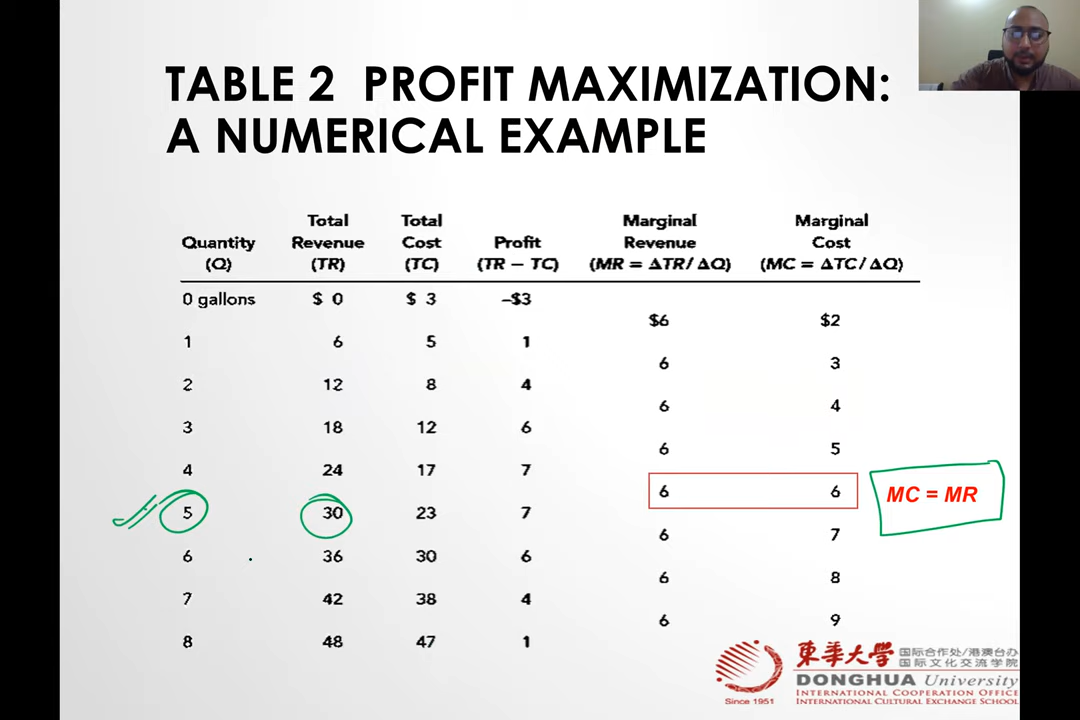 TABLE 2 PROFIT MAXIMIZATION:
A NUMERICAL EXAMPLE
Quantity (Q) Total Revenue (TR) Total Cost (TC) Profit (TR – TC) Marginal Revenue (MR = ΔTR/ΔQ) Marginal Cost (MC = ΔTC/ΔQ)
0 gallons $ 0 $ 3 –$3
$6 $2
1 6 5 1
6 3
2 12 8 4
6 4
3 18 12 6
6 5
4 24 17 7
6 6 MC = MR
5 30 23 7
6 7
6 36 30 6
6 8
7 42 38 4
6 9
8 48 47 1
東華大學 国际合作处/港澳台办
国际文化交流学院
DONGHUA University
INTERNATIONAL COOPERATION OFFICE
INTERNATIONAL CULTURAL EXCHANGE SCHOOL
Since 1951